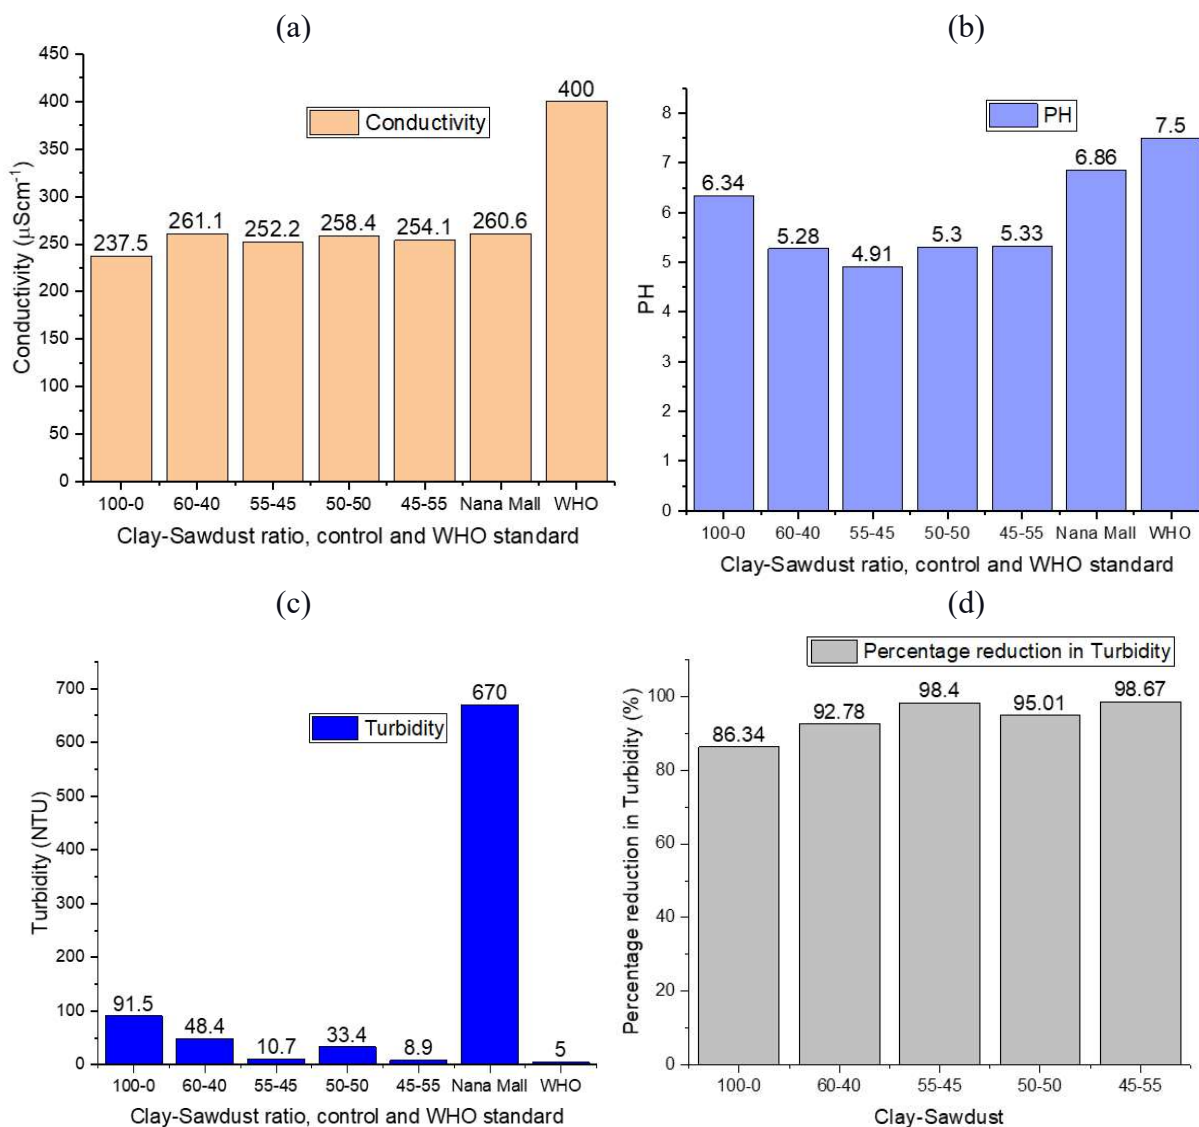 (a)
450
400
350
300
250
200
150
100
50
0
Conductivity (µScm⁻¹)
Conductivity
237.5
261.1
252.2
258.4
254.1
260.6
400
100-0 60-40 55-45 50-50 45-55 Nana Mall WHO
Clay-Sawdust ratio, control and WHO standard
(b)
8
7
6
5
4
3
2
1
0
PH
PH
6.34
5.28
4.91
5.3
5.33
6.86
7.5
100-0 60-40 55-45 50-50 45-55 Nana Mall WHO
Clay-Sawdust ratio, control and WHO standard
(c)
700
600
500
400
300
200
100
0
Turbidity (NTU)
Turbidity
91.5
48.4
10.7
33.4
8.9
670
5
100-0 60-40 55-45 50-50 45-55 Nana Mall WHO
Clay-Sawdust ratio, control and WHO standard
(d)
100
80
60
40
20
0
Percentage reduction in Turbidity (%)
Percentage reduction in Turbidity
86.34
92.78
98.4
95.01
98.67
100-0 60-40 55-45 50-50 45-55
Clay-Sawdust